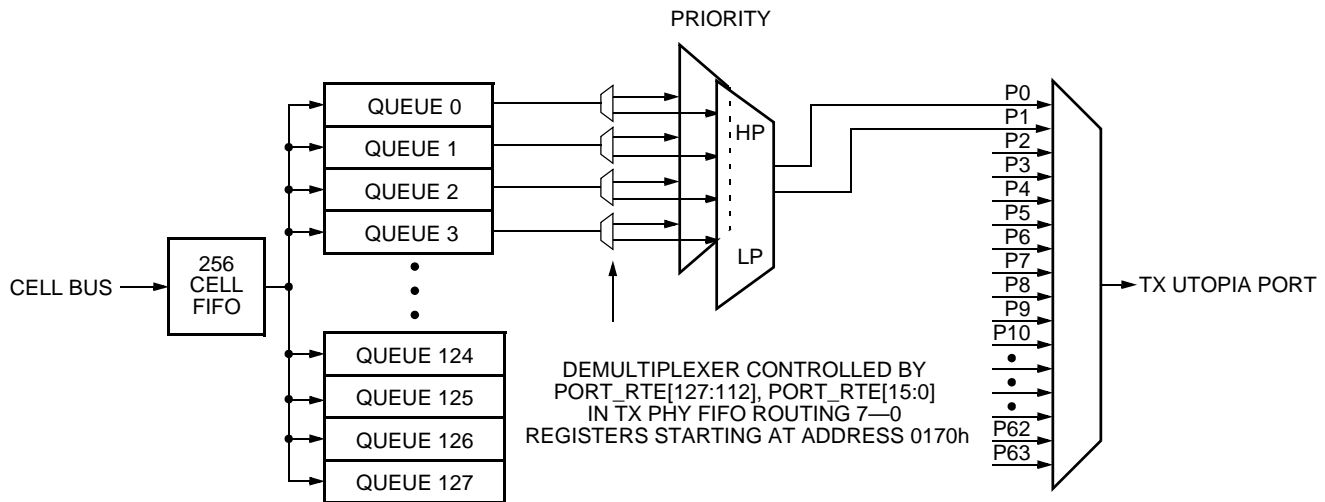 PRIORITY
QUEUE 0
QUEUE 1
QUEUE 2
QUEUE 3
HP
LP
P0
P1
P2
P3
P4
P5
P6
P7
P8
P9
P10
P62
P63
CELL BUS
256
CELL
FIFO
TX UTOPIA PORT
QUEUE 124
QUEUE 125
QUEUE 126
QUEUE 127
DEMULTIPLEXER CONTROLLED BY
PORT_RTE[127:112], PORT_RTE[15:0]
IN TX PHY FIFO ROUTING 7—0
REGISTERS STARTING AT ADDRESS 0170h